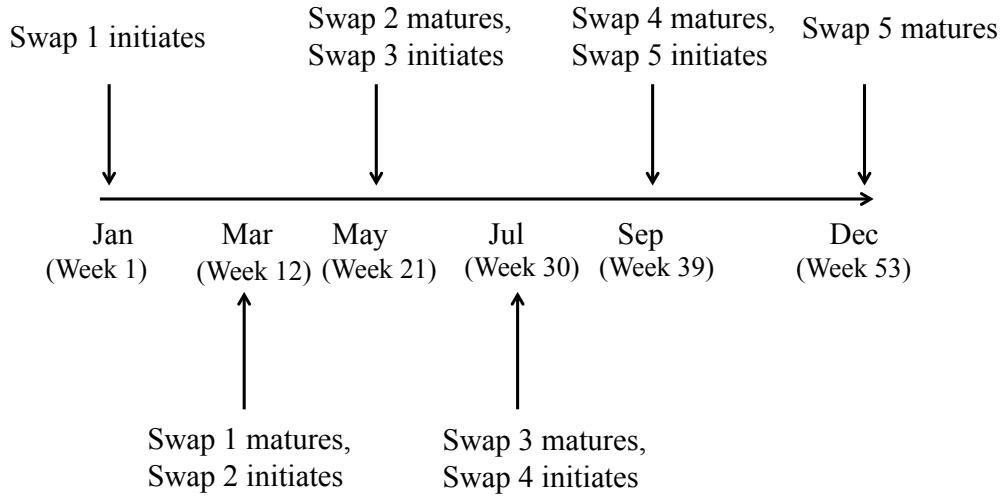 Swap 1 initiates
Swap 2 matures,
Swap 3 initiates
Swap 4 matures,
Swap 5 initiates
Swap 5 matures
Jan
(Week 1)
Mar
(Week 12)
May
(Week 21)
Jul
(Week 30)
Sep
(Week 39)
Dec
(Week 53)
Swap 1 matures,
Swap 2 initiates
Swap 3 matures,
Swap 4 initiates